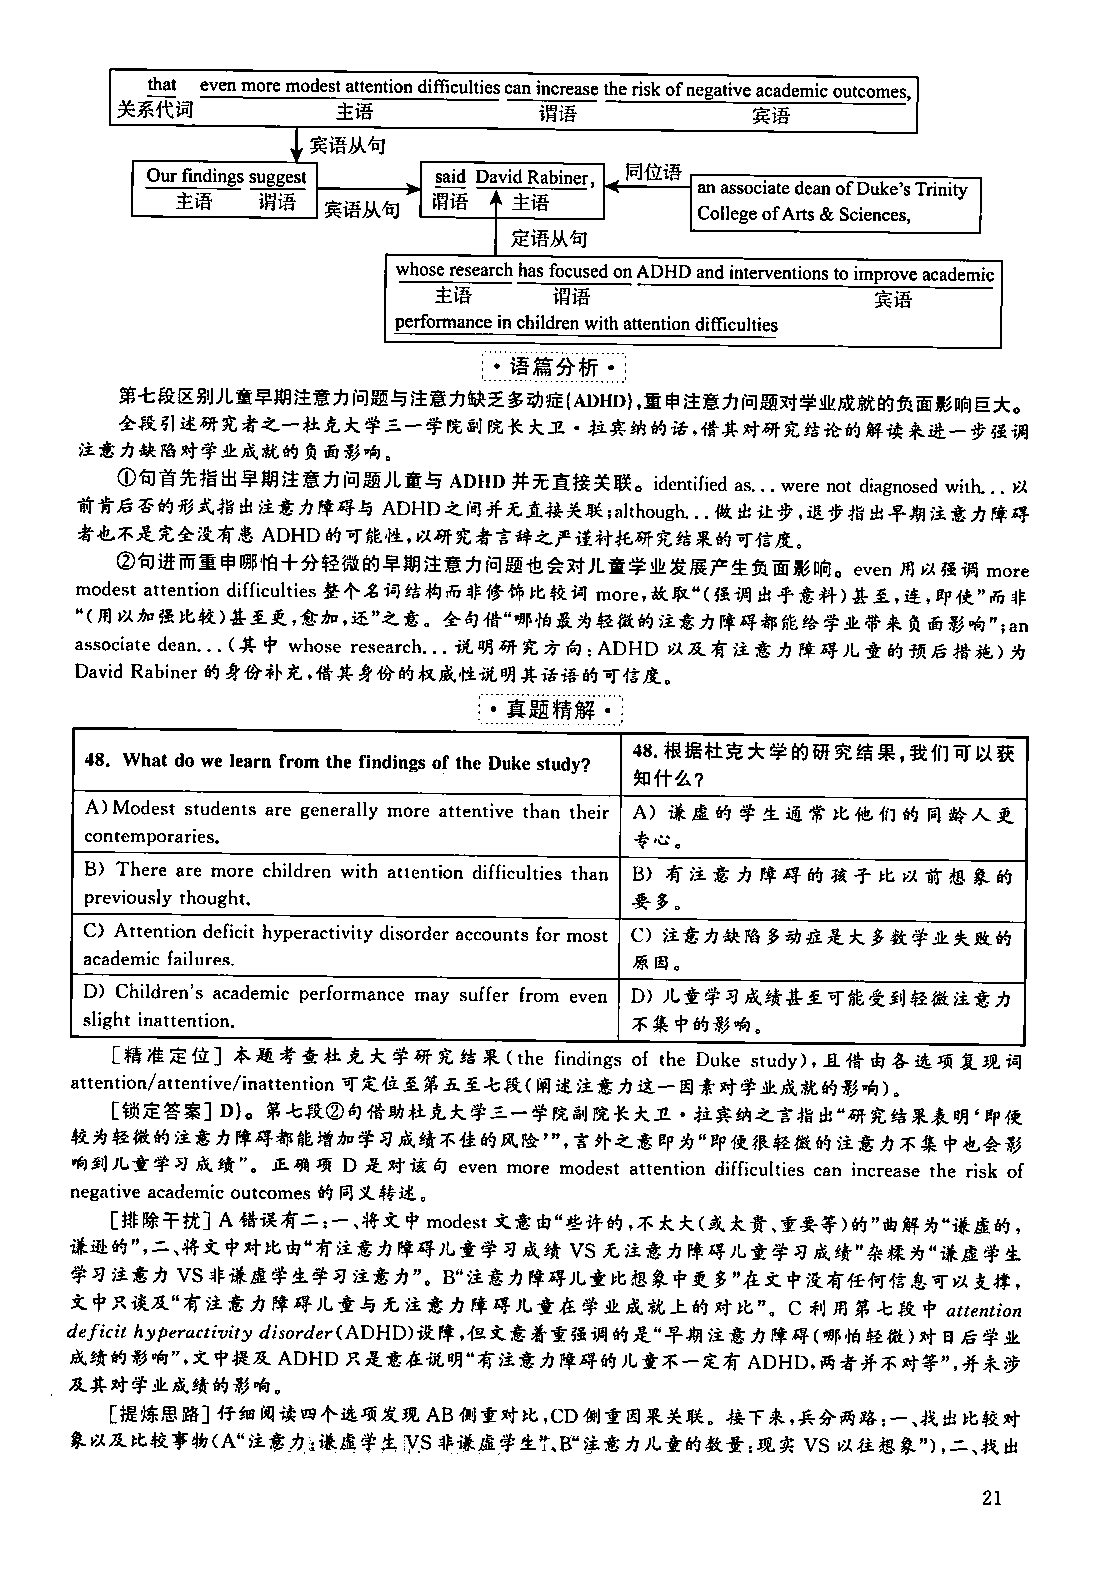 that even more modest attention difficulties can increase the risk of negative academic outcomes,
关系代词 主语 谓语 宾语
宾语从句
Our findings suggest
主语 谓语
宾语从句
said David Rabiner,
谓语 主语
同位语
an associate dean of Duke's Trinity
College of Arts & Sciences,
定语从句
whose research has focused on ADHD and interventions to improve academic
主语 谓语 宾语
performance in children with attention difficulties
·语篇分析·
第七段区别儿童早期注意力问题与注意力缺乏多动症(ADHD),重申注意力问题对学业成就的负面影响巨大。
全段引述研究者之一杜克大学三一学院副院长大卫·拉宾纳的话,借其对研究结论的解读来进一步强调
注意力缺陷对学业成就的负面影响。
①句首先指出早期注意力问题儿童与 ADHD 并无直接关联。identified as... were not diagnosed with... 以
前肯后否的形式指出注意力障碍与 ADHD 之间并无直接关联;although... 做出让步,退步指出早期注意力障碍
者也不是完全没有患 ADHD 的可能性,以研究者言辞之严谨衬托研究结果的可信度。
②句进而重申哪怕十分轻微的早期注意力问题也会对儿童学业发展产生负面影响。even 用以强调 more
modest attention difficulties 整个名词结构而非修饰比较词 more,故取“(强调出乎意料)甚至,连,即使”而非
“(用以加强比较)甚至更,愈加,还”之意。全句借“哪怕最为轻微的注意力障碍都能给学业带来负面影响”;an
associate dean...(其中 whose research... 说明研究方向:ADHD 以及有注意力障碍儿童的预后措施)为
David Rabiner 的身份补充,借其身份的权威性说明其话语的可信度。
·真题精解·
48. What do we learn from the findings of the Duke study?
48. 根据杜克大学的研究结果,我们可以获
知什么?
A) Modest students are generally more attentive than their
contemporaries.
A) 谦虚的学生通常比他们的同龄人更
专心。
B) There are more children with attention difficulties than
previously thought.
B) 有注意力障碍的孩子比以前想象的
要多。
C) Attention deficit hyperactivity disorder accounts for most
academic failures.
C) 注意力缺陷多动症是大多数学业失败的
原因。
D) Children's academic performance may suffer from even
slight inattention.
D) 儿童学习成绩甚至可能受到轻微注意力
不集中的影响。
[精准定位] 本题考查杜克大学研究结果(the findings of the Duke study),且借由各选项复现词
attention/attentive/inattention 可定位至第五至七段(阐述注意力这一因素对学业成就的影响)。
[锁定答案] D)。第七段②句借助杜克大学三一学院副院长大卫·拉宾纳之言指出“研究结果表明‘即便
较为轻微的注意力障碍都能增加学习成绩不佳的风险’”,言外之意即为“即便很轻微的注意力不集中也会影
响到儿童学习成绩”。正确项 D 是对该句 even more modest attention difficulties can increase the risk of
negative academic outcomes 的同义转述。
[排除干扰] A 错误有二:一、将文中 modest 文意由“些许的,不太大(或太贵、重要等)的”曲解为“谦虚的,
谦逊的”,二、将文中对比由“有注意力障碍儿童学习成绩 VS 无注意力障碍儿童学习成绩”杂糅为“谦虚学生
学习注意力 VS 非谦虚学生学习注意力”。B“注意力障碍儿童比想象中更多”在文中没有任何信息可以支撑,
文中只谈及“有注意力障碍儿童与无注意力障碍儿童在学业成就上的对比”。C 利用第七段中 attention
deficit hyperactivity disorder(ADHD)设障,但文意着重强调的是“早期注意力障碍(哪怕轻微)对日后学业
成绩的影响”,文中提及 ADHD 只是意在说明“有注意力障碍的儿童不一定有 ADHD,两者并不对等”,并未涉
及其对学业成绩的影响。
[提炼思路] 仔细阅读四个选项发现 AB 侧重对比,CD 侧重因果关联。接下来,兵分两路:一、找出比较对
象以及比较事物(A“注意力:谦虚学生 VS 非谦虚学生”、B“注意力儿童的数量:现实 VS 以往想象”),二、找出
21